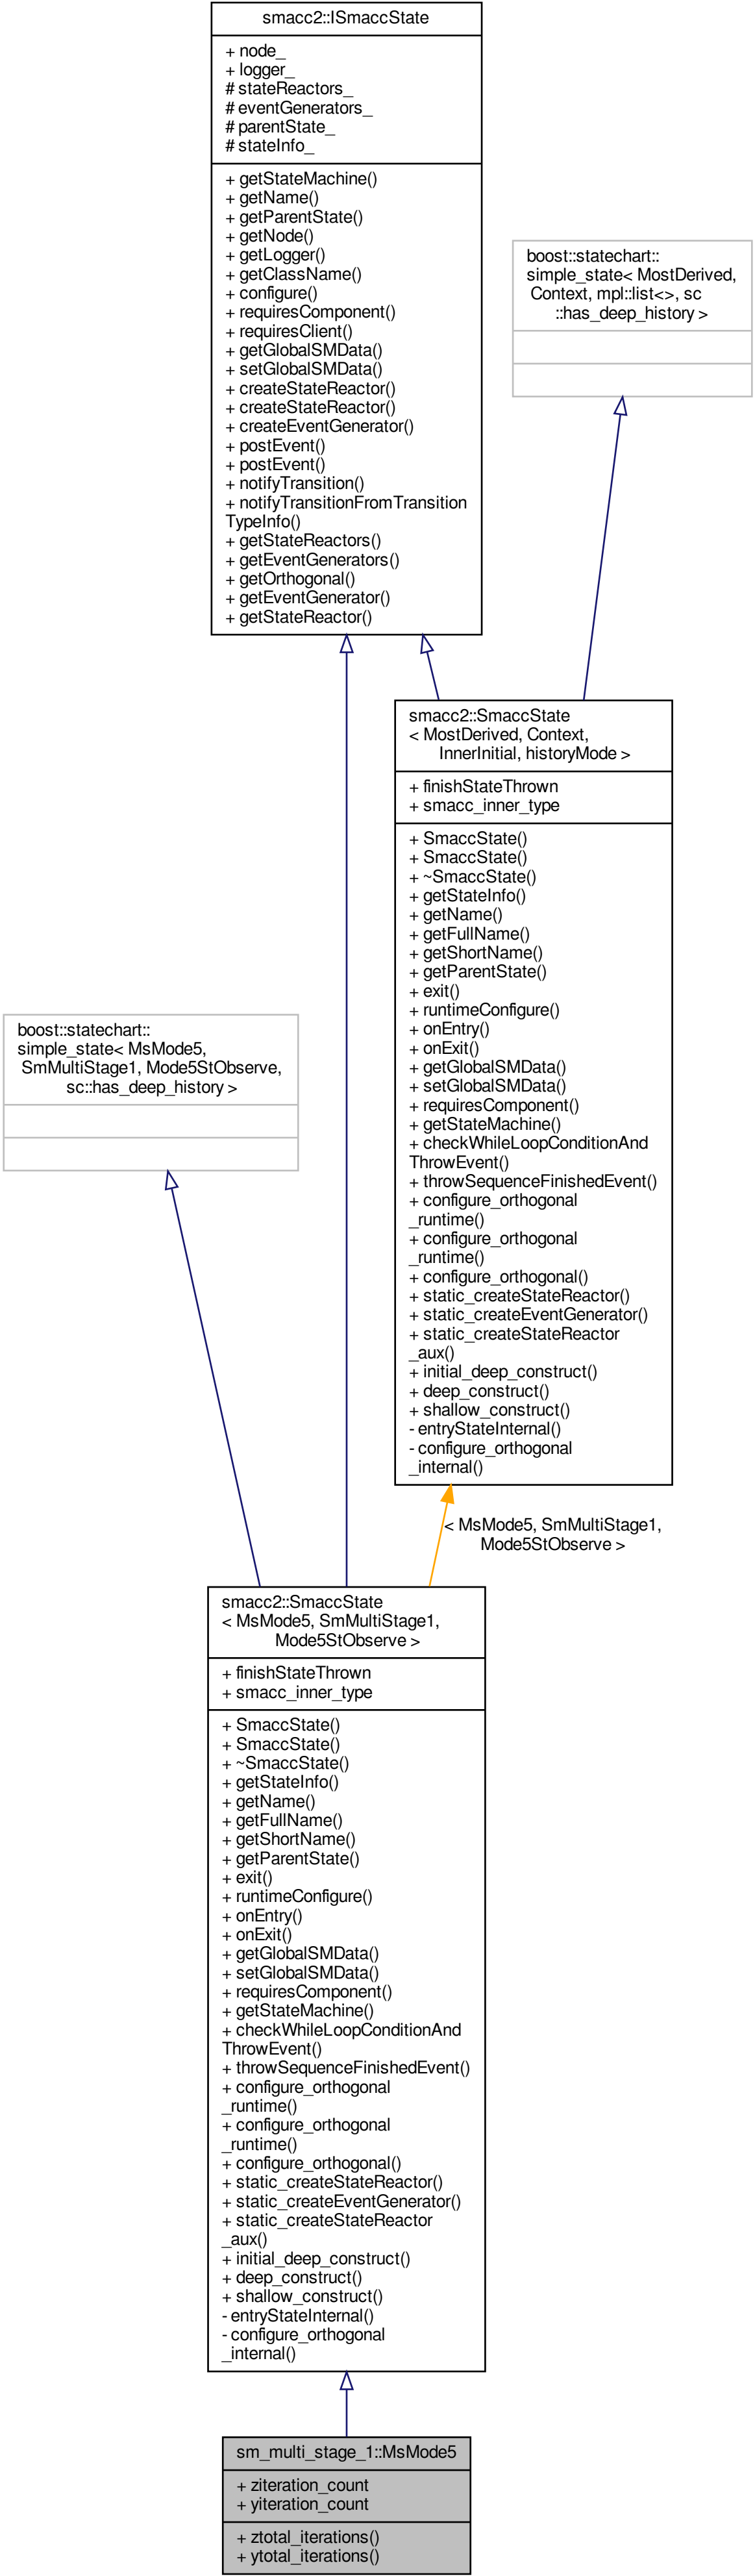 smacc2::ISmaccState
+ node_
+ logger_
# stateReactors_
# eventGenerators_
# parentState_
# stateInfo_
+ getStateMachine()
+ getName()
+ getParentState()
+ getNode()
+ getLogger()
+ getClassName()
+ configure()
+ requiresComponent()
+ requiresClient()
+ getGlobalSMData()
+ setGlobalSMData()
+ createStateReactor()
+ createStateReactor()
+ createEventGenerator()
+ postEvent()
+ postEvent()
+ notifyTransition()
+ notifyTransitionFromTransition
TypeInfo()
+ getStateReactors()
+ getEventGenerators()
+ getOrthogonal()
+ getEventGenerator()
+ getStateReactor()
boost::statechart::
simple_state< MostDerived,
Context, mpl::list<>, sc
::has_deep_history >
smacc2::SmaccState
< MostDerived, Context,
InnerInitial, historyMode >
+ finishStateThrown
+ smacc_inner_type
+ SmaccState()
+ SmaccState()
+ ~SmaccState()
+ getStateInfo()
+ getName()
+ getFullName()
+ getShortName()
+ getParentState()
+ exit()
+ runtimeConfigure()
+ onEntry()
+ onExit()
+ getGlobalSMData()
+ setGlobalSMData()
+ requiresComponent()
+ getStateMachine()
+ checkWhileLoopConditionAnd
ThrowEvent()
+ throwSequenceFinishedEvent()
+ configure_orthogonal
_runtime()
+ configure_orthogonal
_runtime()
+ configure_orthogonal()
+ static_createStateReactor()
+ static_createEventGenerator()
+ static_createStateReactor
_aux()
+ initial_deep_construct()
+ deep_construct()
+ shallow_construct()
- entryStateInternal()
- configure_orthogonal
_internal()
boost::statechart::
simple_state< MsMode5,
SmMultiStage1, Mode5StObserve,
sc::has_deep_history >
< MsMode5, SmMultiStage1,
Mode5StObserve >
smacc2::SmaccState
< MsMode5, SmMultiStage1,
Mode5StObserve >
+ finishStateThrown
+ smacc_inner_type
+ SmaccState()
+ SmaccState()
+ ~SmaccState()
+ getStateInfo()
+ getName()
+ getFullName()
+ getShortName()
+ getParentState()
+ exit()
+ runtimeConfigure()
+ onEntry()
+ onExit()
+ getGlobalSMData()
+ setGlobalSMData()
+ requiresComponent()
+ getStateMachine()
+ checkWhileLoopConditionAnd
ThrowEvent()
+ throwSequenceFinishedEvent()
+ configure_orthogonal
_runtime()
+ configure_orthogonal
_runtime()
+ configure_orthogonal()
+ static_createStateReactor()
+ static_createEventGenerator()
+ static_createStateReactor
_aux()
+ initial_deep_construct()
+ deep_construct()
+ shallow_construct()
- entryStateInternal()
- configure_orthogonal
_internal()
sm_multi_stage_1::MsMode5
+ ziteration_count
+ yiteration_count
+ ztotal_iterations()
+ ytotal_iterations()